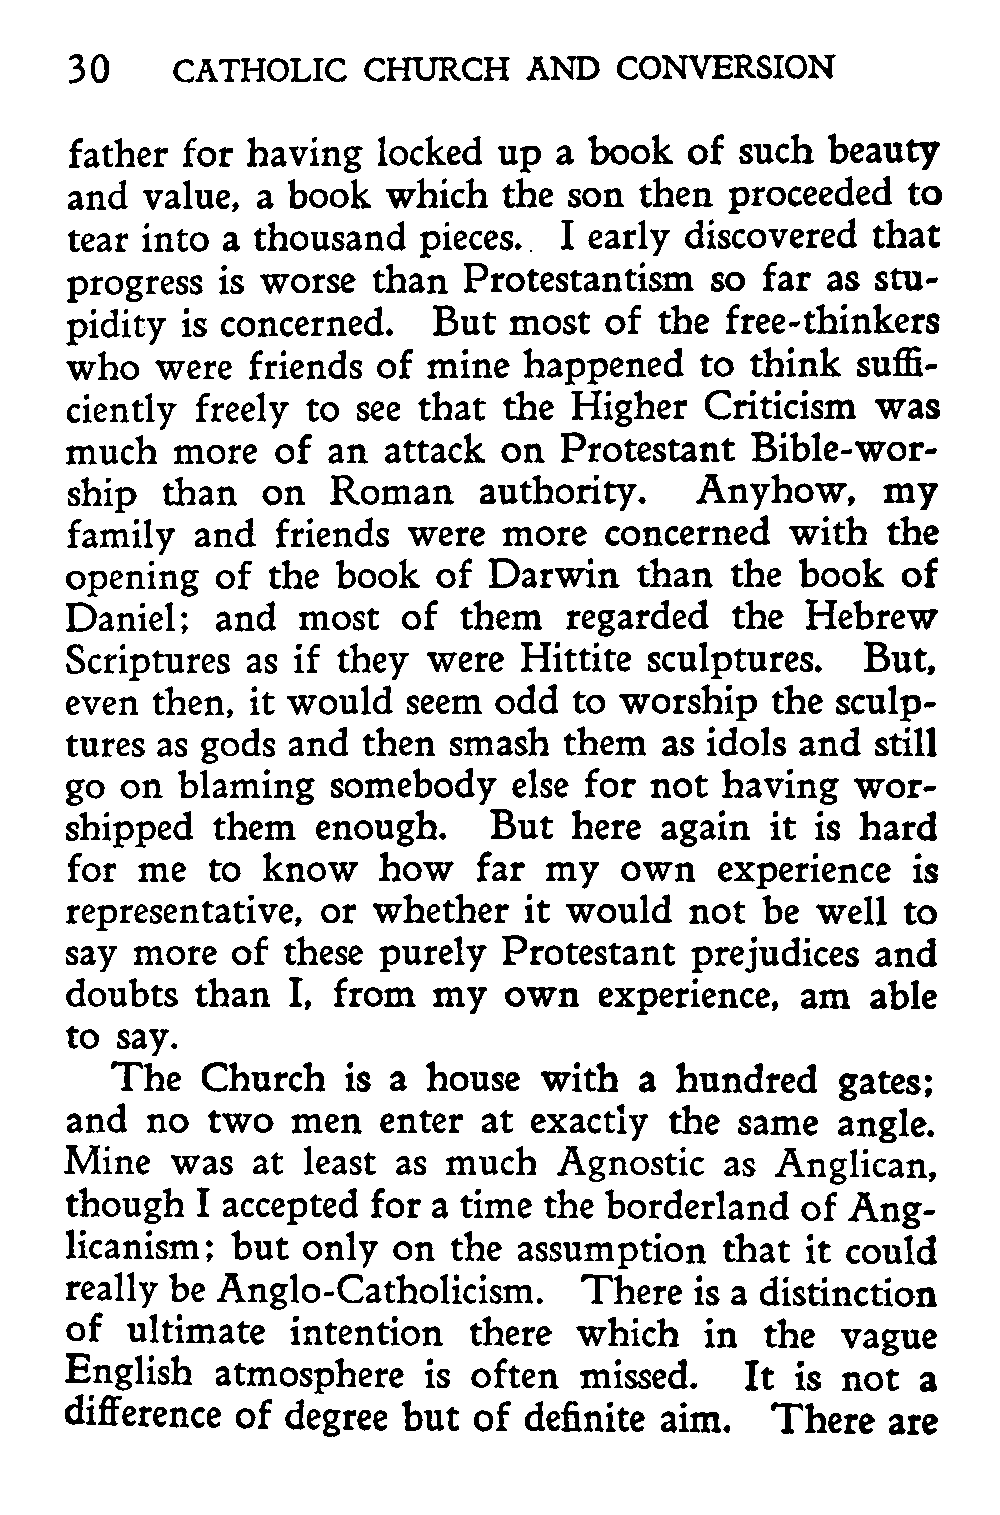 30 CATHOLIC CHURCH AND CONVERSION
father for having locked up a book of such beauty
and value, a book which the son then proceeded to
tear into a thousand pieces. I early discovered that
progress is worse than Protestantism so far as stu-
pidity is concerned. But most of the free-thinkers
who were friends of mine happened to think suffi-
ciently freely to see that the Higher Criticism was
much more of an attack on Protestant Bible-wor-
ship than on Roman authority. Anyhow, my
family and friends were more concerned with the
opening of the book of Darwin than the book of
Daniel; and most of them regarded the Hebrew
Scriptures as if they were Hittite sculptures. But,
even then, it would seem odd to worship the sculp-
tures as gods and then smash them as idols and still
go on blaming somebody else for not having wor-
shipped them enough. But here again it is hard
for me to know how far my own experience is
representative, or whether it would not be well to
say more of these purely Protestant prejudices and
doubts than I, from my own experience, am able
to say.
The Church is a house with a hundred gates;
and no two men enter at exactly the same angle.
Mine was at least as much Agnostic as Anglican,
though I accepted for a time the borderland of Ang-
licanism; but only on the assumption that it could
really be Anglo-Catholicism. There is a distinction
of ultimate intention there which in the vague
English atmosphere is often missed. It is not a
difference of degree but of definite aim. There are